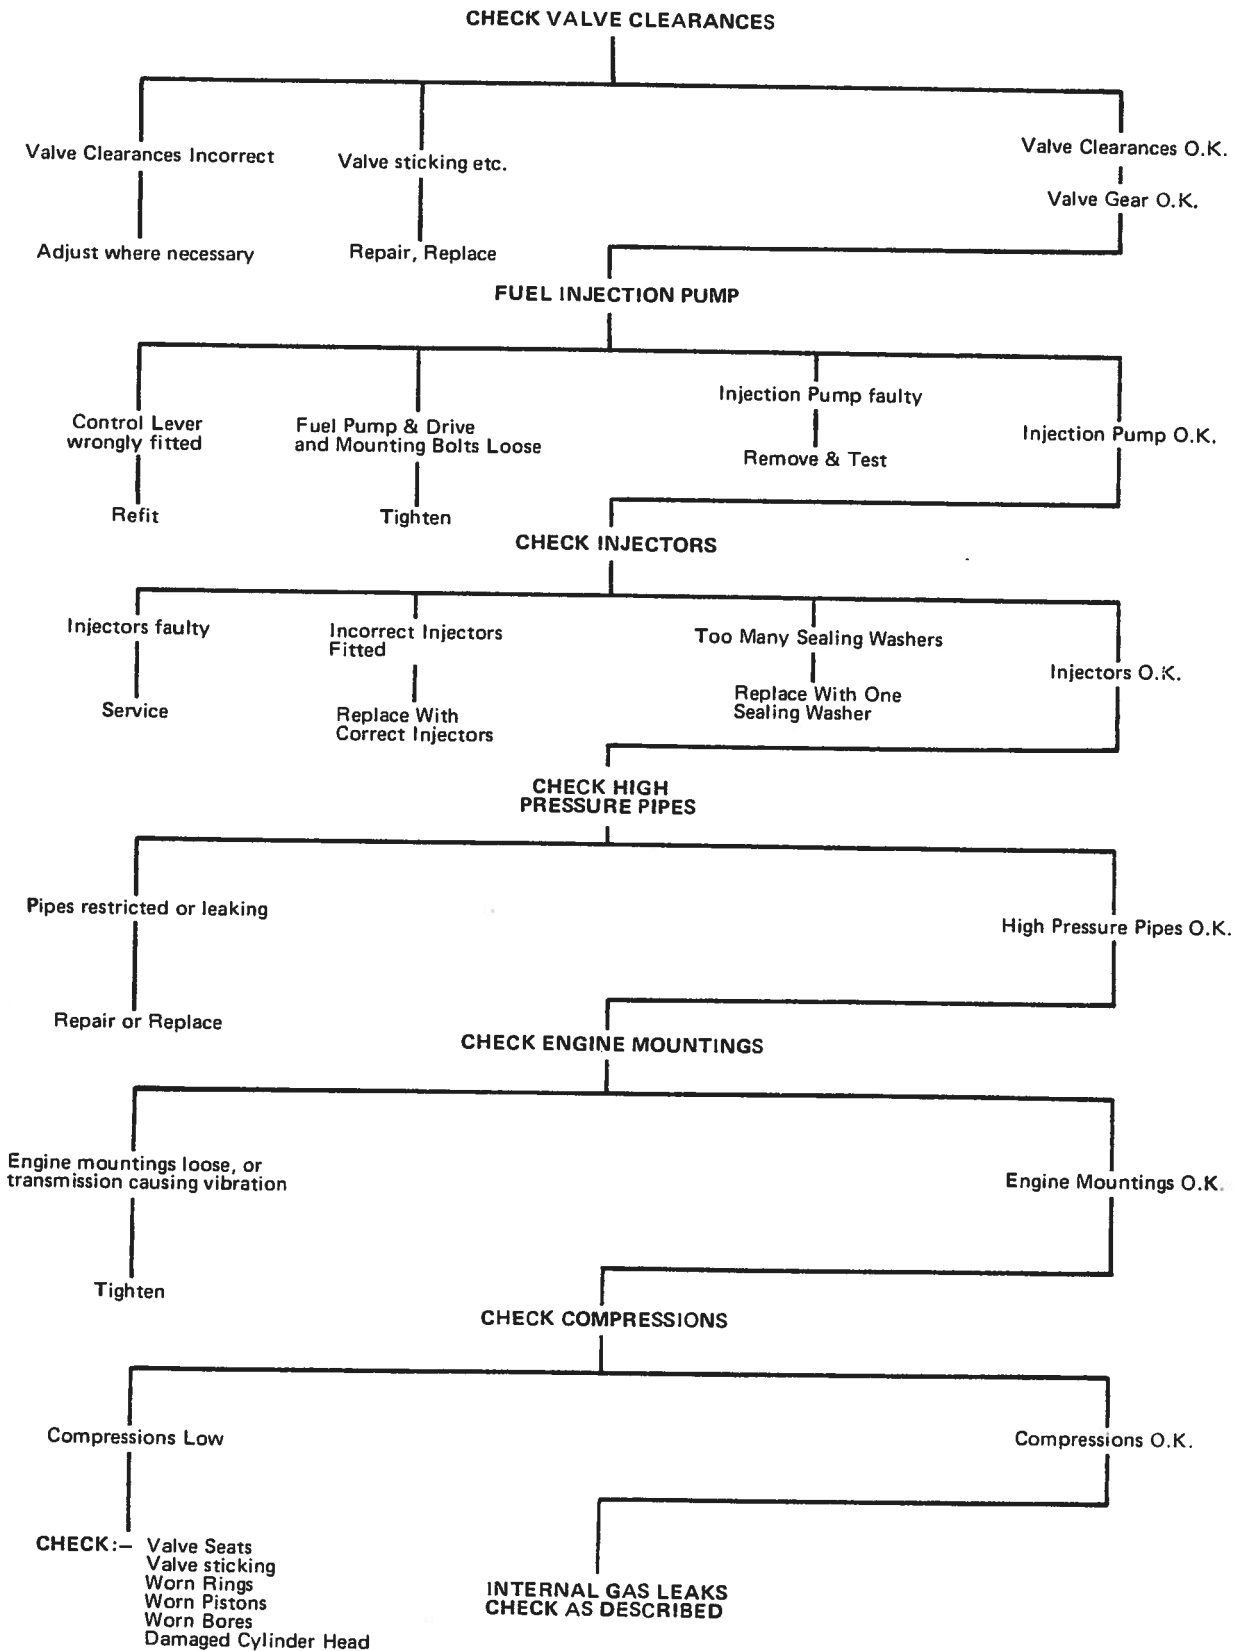 CHECK VALVE CLEARANCES
Valve Clearances Incorrect
Valve sticking etc.
Valve Clearances O.K.
Valve Gear O.K.
Adjust where necessary
Repair, Replace
FUEL INJECTION PUMP
Control Lever
wrongly fitted
Fuel Pump & Drive
and Mounting Bolts Loose
Injection Pump faulty
Injection Pump O.K.
Remove & Test
Refit
Tighten
CHECK INJECTORS
Injectors faulty
Incorrect Injectors
Fitted
Too Many Sealing Washers
Injectors O.K.
Service
Replace With
Correct Injectors
Replace With One
Sealing Washer
CHECK HIGH
PRESSURE PIPES
Pipes restricted or leaking
High Pressure Pipes O.K.
Repair or Replace
CHECK ENGINE MOUNTINGS
Engine mountings loose, or
transmission causing vibration
Engine Mountings O.K.
Tighten
CHECK COMPRESSIONS
Compressions Low
Compressions O.K.
CHECK:– Valve Seats
Valve sticking
Worn Rings
Worn Pistons
Worn Bores
Damaged Cylinder Head
INTERNAL GAS LEAKS
CHECK AS DESCRIBED